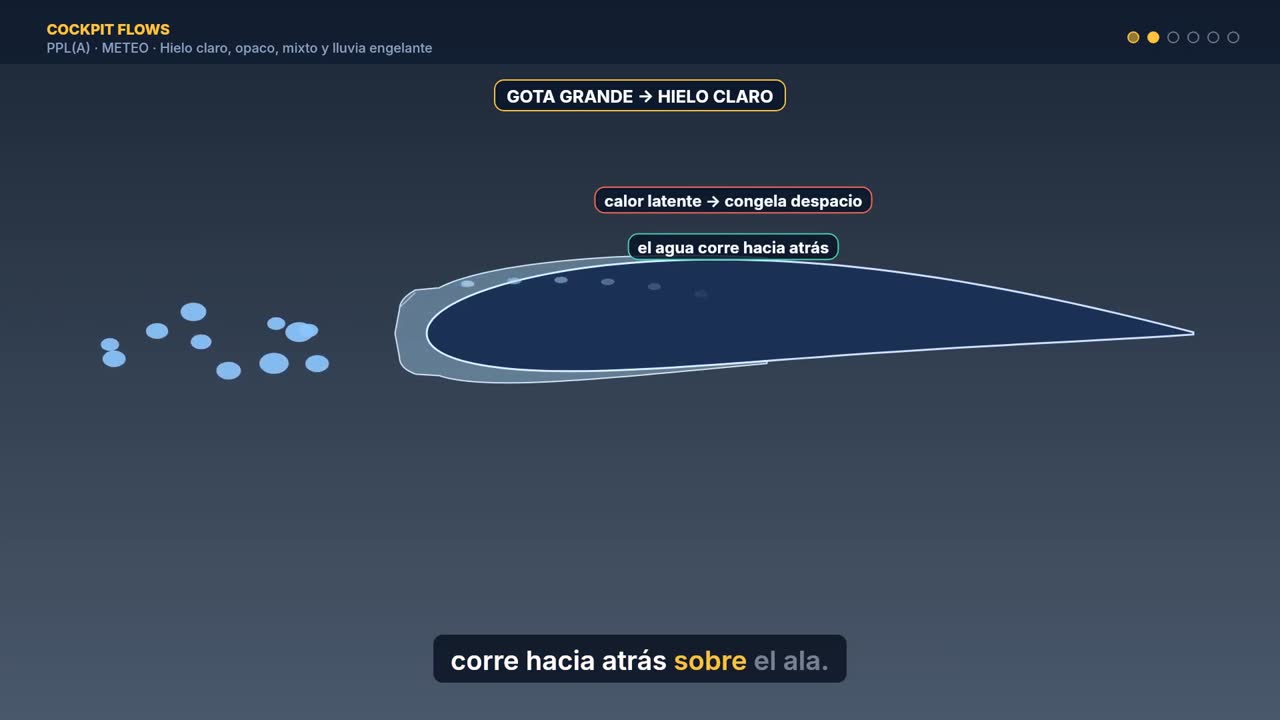 COCKPIT FLOWS
PPL(A) · METEO · Hielo claro, opaco, mixto y lluvia engelante
GOTA GRANDE → HIELO CLARO
calor latente → congela despacio
el agua corre hacia atrás
corre hacia atrás sobre el ala.